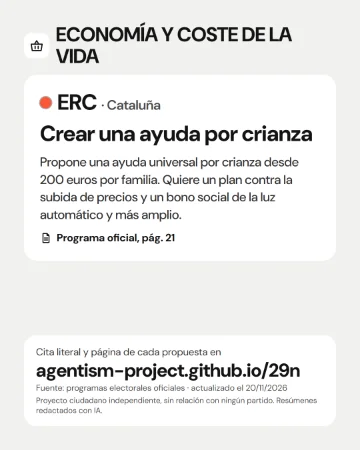 ECONOMÍA Y COSTE DE LA
VIDA
ERC · Cataluña
Crear una ayuda por crianza
Propone una ayuda universal por crianza desde
200 euros por familia. Quiere un plan contra la
subida de precios y un bono social de la luz
automático y más amplio.
Programa oficial, pág. 21
Cita literal y página de cada propuesta en
agentism-project.github.io/29n
Fuente: programas electorales oficiales · actualizado el 20/11/2026
Proyecto ciudadano independiente, sin relación con ningún partido. Resúmenes
redactados con IA.